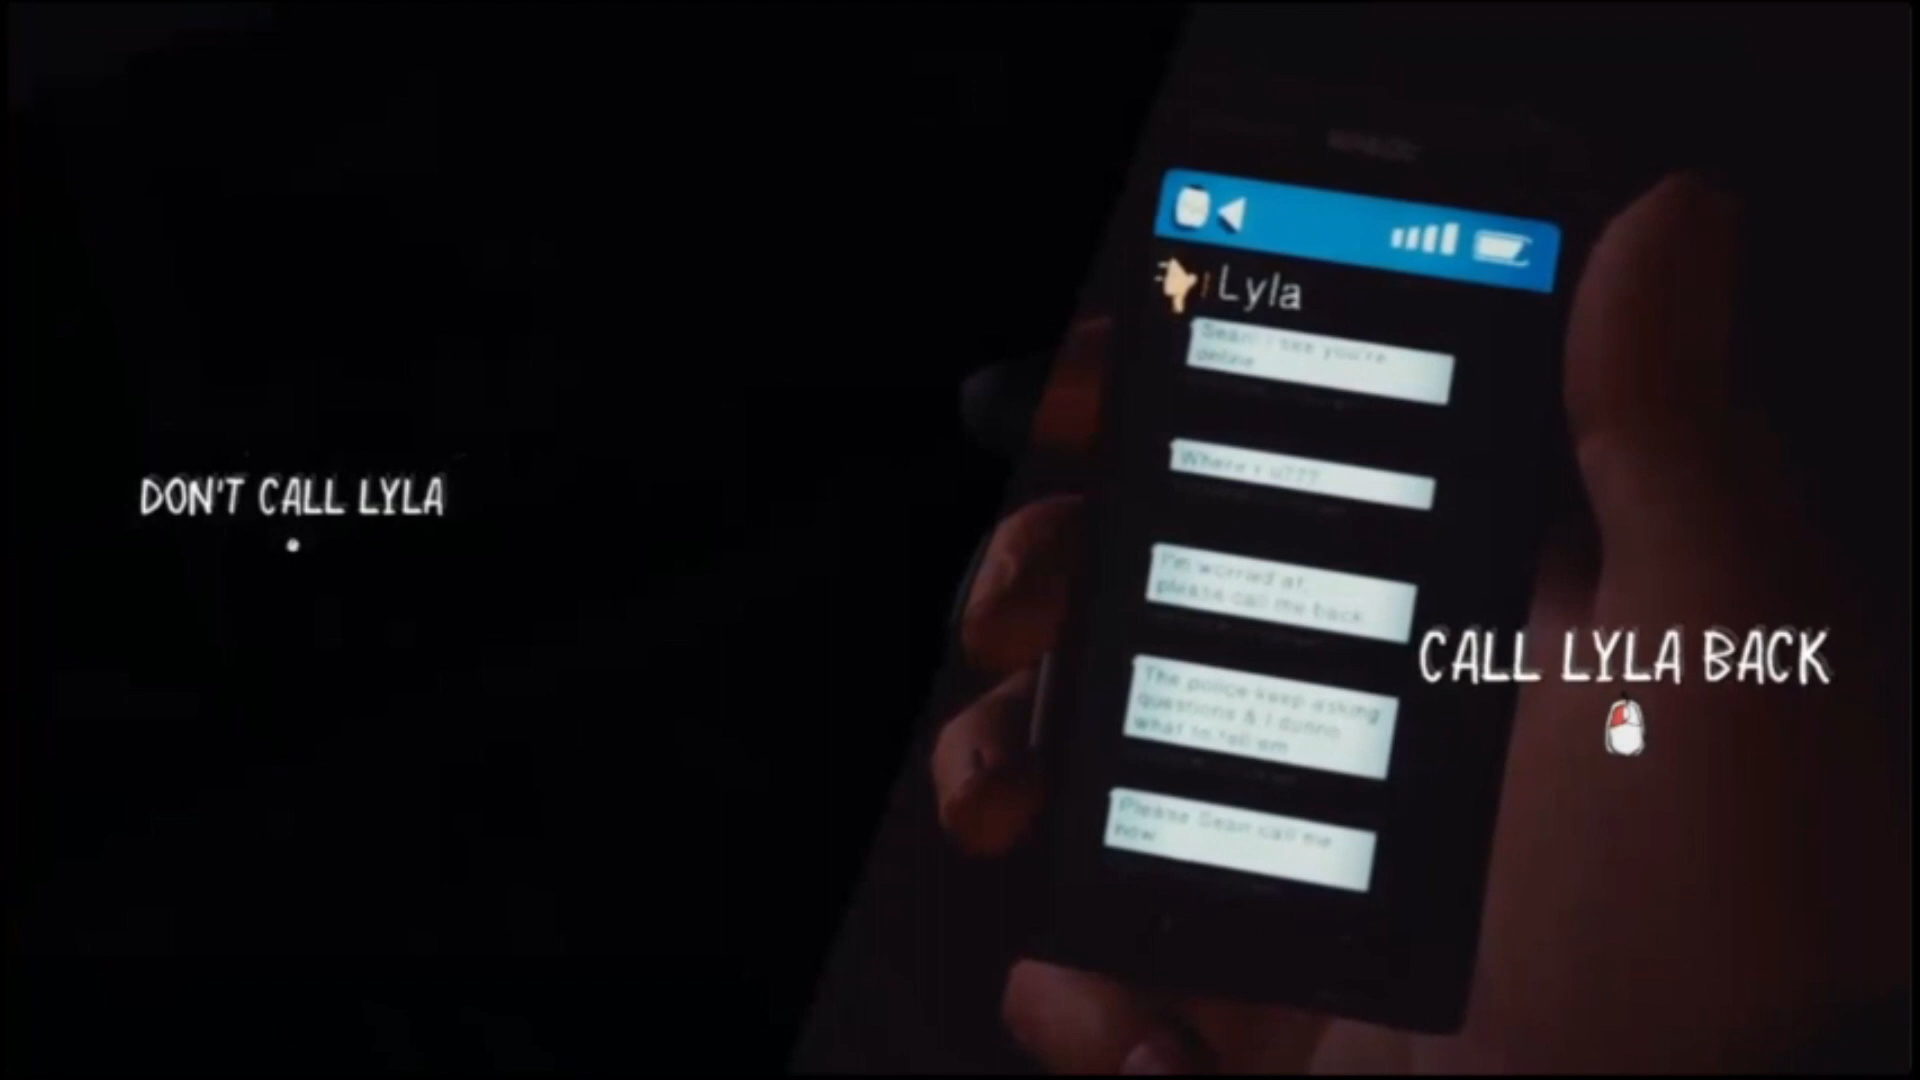 DON'T CALL LYLA
Lyla
Sean I see you're
online
Where r u???
I'm worried af,
please call me back
The police keep asking
questions & I dunno
what to tell em
Please Sean call me
now
CALL LYLA BACK